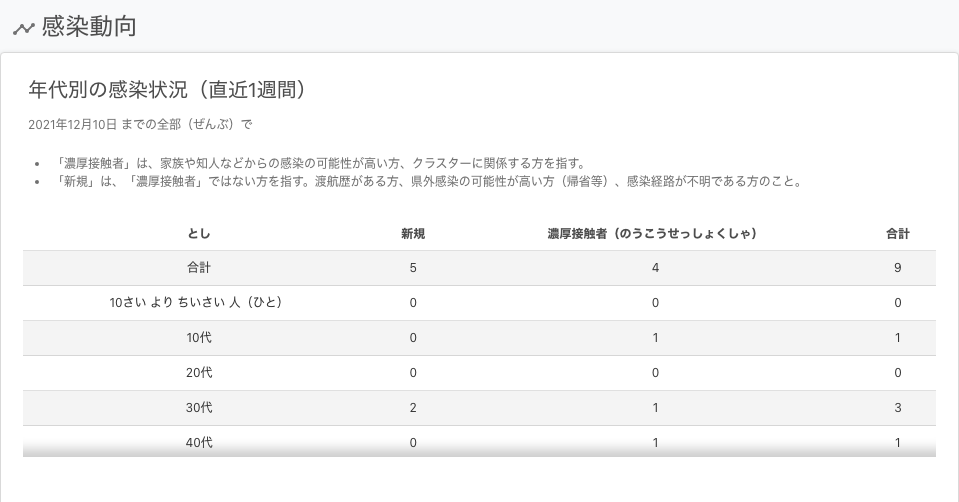 感染動向
年代別の感染状況（直近1週間）
2021年12月10日 までの全部（ぜんぶ）で
「濃厚接触者」は、家族や知人などからの感染の可能性が高い方、クラスターに関係する方を指す。
「新規」は、「濃厚接触者」ではない方を指す。渡航歴がある方、県外感染の可能性が高い方（帰省等）、感染経路が不明である方のこと。
とし 新規 濃厚接触者（のうこうせっしょくしゃ） 合計
合計 5 4 9
10さい より ちいさい 人（ひと） 0 0 0
10代 0 1 1
20代 0 0 0
30代 2 1 3
40代 0 1 1